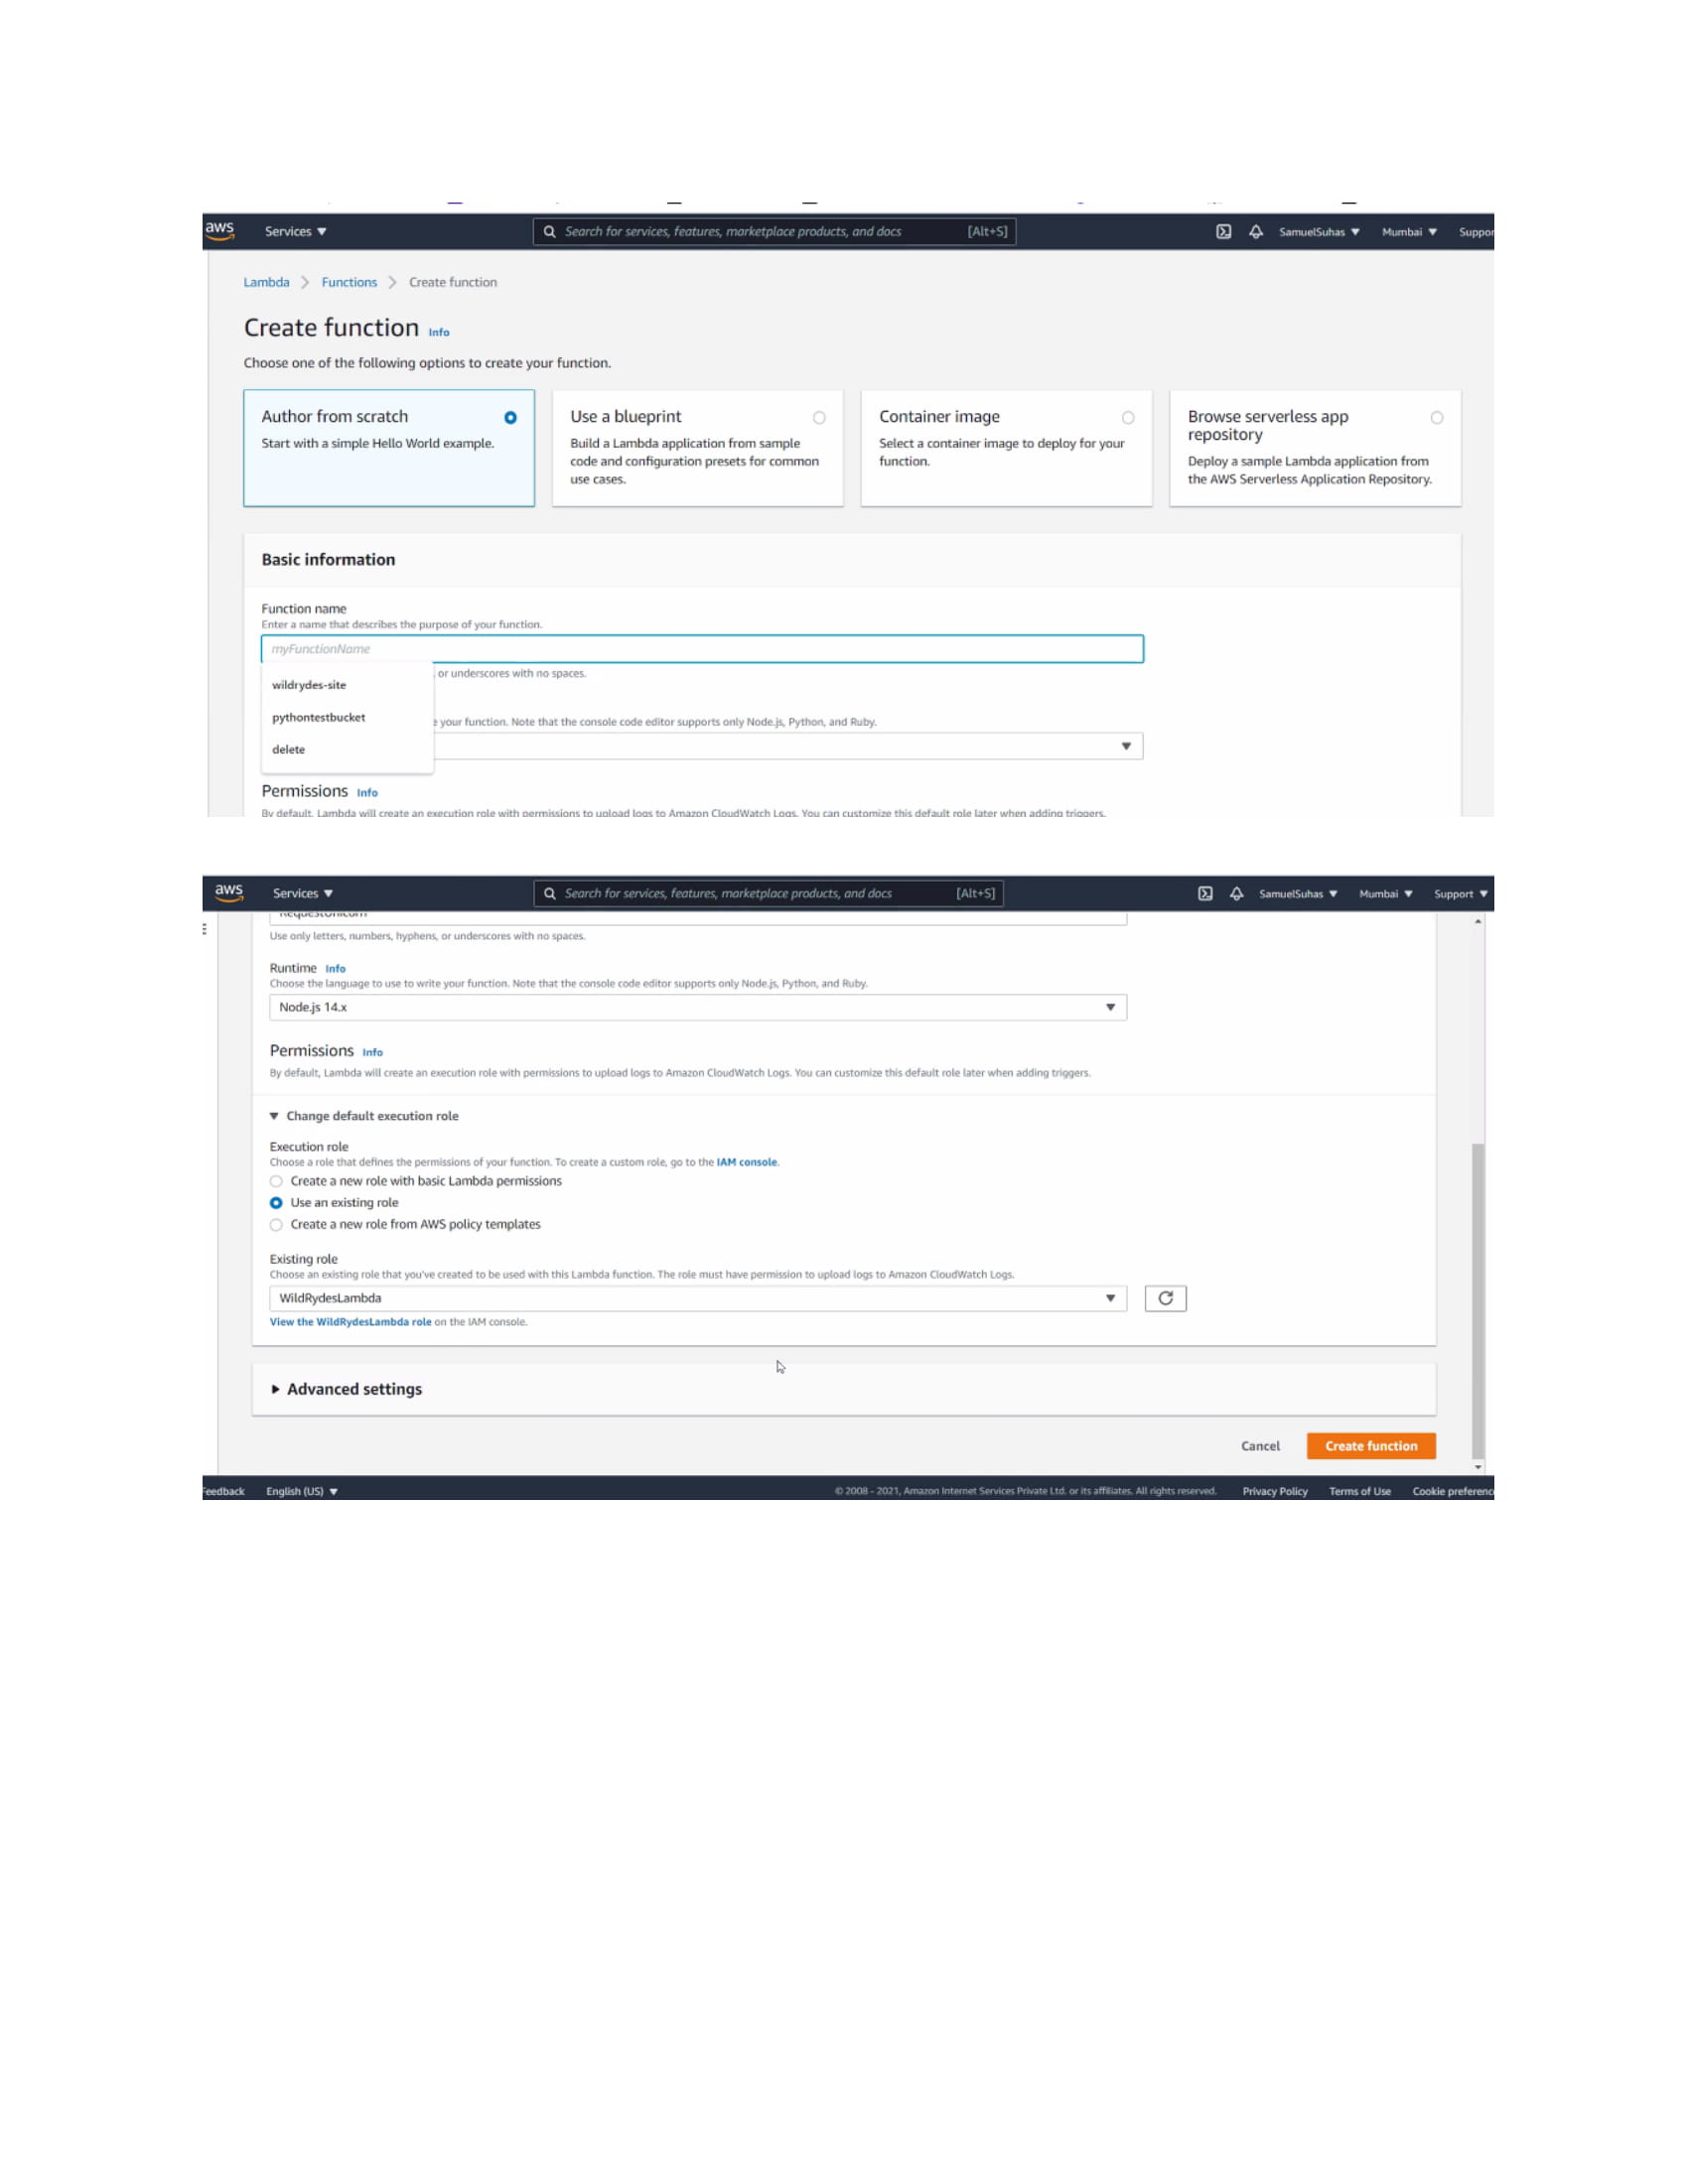 aws Services ▼ Search for services, features, marketplace products, and docs [Alt+S] SamuelSuhas ▼ Mumbai ▼ Suppor
Lambda > Functions > Create function
Create function Info
Choose one of the following options to create your function.
Author from scratch
Start with a simple Hello World example.
Use a blueprint
Build a Lambda application from sample
code and configuration presets for common
use cases.
Container image
Select a container image to deploy for your
function.
Browse serverless app
repository
Deploy a sample Lambda application from
the AWS Serverless Application Repository.
Basic information
Function name
Enter a name that describes the purpose of your function.
myFunctionName
or underscores with no spaces.
wildrydes-site
pythontestbucket
your function. Note that the console code editor supports only Node.js, Python, and Ruby.
delete
Permissions Info
By default, Lambda will create an execution role with permissions to upload logs to Amazon CloudWatch Logs. You can customize this default role later when adding triggers.
aws Services ▼ Search for services, features, marketplace products, and docs [Alt+S] SamuelSuhas ▼ Mumbai ▼ Support ▼
RequestUnicorn
Use only letters, numbers, hyphens, or underscores with no spaces.
Runtime Info
Choose the language to use to write your function. Note that the console code editor supports only Node.js, Python, and Ruby.
Node.js 14.x
Permissions Info
By default, Lambda will create an execution role with permissions to upload logs to Amazon CloudWatch Logs. You can customize this default role later when adding triggers.
▼ Change default execution role
Execution role
Choose a role that defines the permissions of your function. To create a custom role, go to the IAM console.
Create a new role with basic Lambda permissions
Use an existing role
Create a new role from AWS policy templates
Existing role
Choose an existing role that you've created to be used with this Lambda function. The role must have permission to upload logs to Amazon CloudWatch Logs.
WildRydesLambda
View the WildRydesLambda role on the IAM console.
▶ Advanced settings
Cancel Create function
Feedback English (US) ▼ © 2008 - 2021, Amazon Internet Services Private Ltd. or its affiliates. All rights reserved. Privacy Policy Terms of Use Cookie preferenc